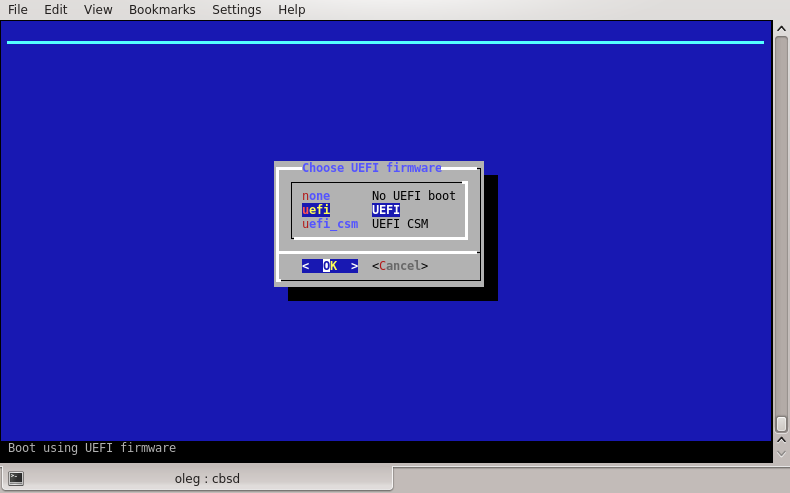 File Edit View Bookmarks Settings Help
Choose UEFI firmware
none No UEFI boot
uefi UEFI
uefi_csm UEFI CSM
< OK > <Cancel>
Boot using UEFI firmware
oleg : cbsd